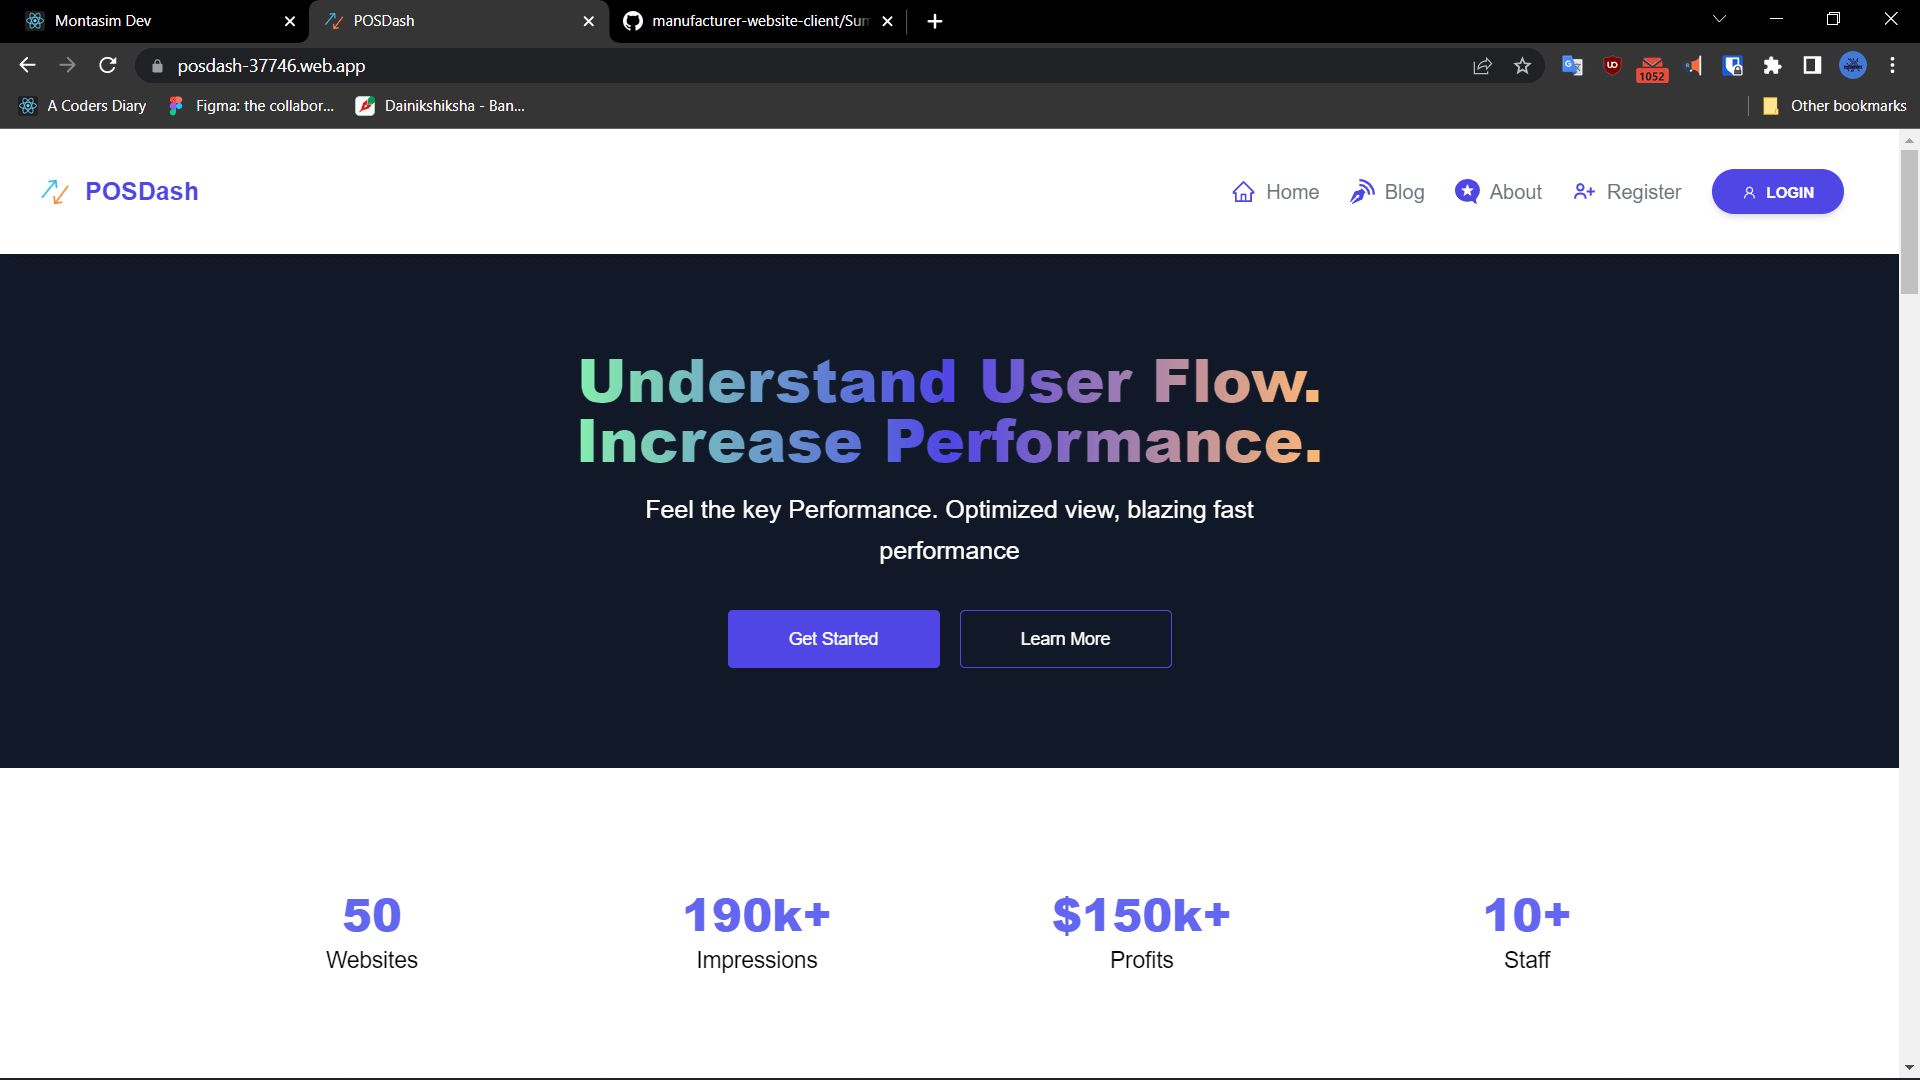 Montasim Dev
POSDash
manufacturer-website-client/Sum
posdash-37746.web.app
1052
A Coders Diary
Figma: the collabor...
Dainikshiksha - Ban...
Other bookmarks
POSDash
Home
Blog
About
Register
LOGIN
Understand User Flow.
Increase Performance.
Feel the key Performance. Optimized view, blazing fast
performance
Get Started
Learn More
50
Websites
190k+
Impressions
$150k+
Profits
10+
Staff